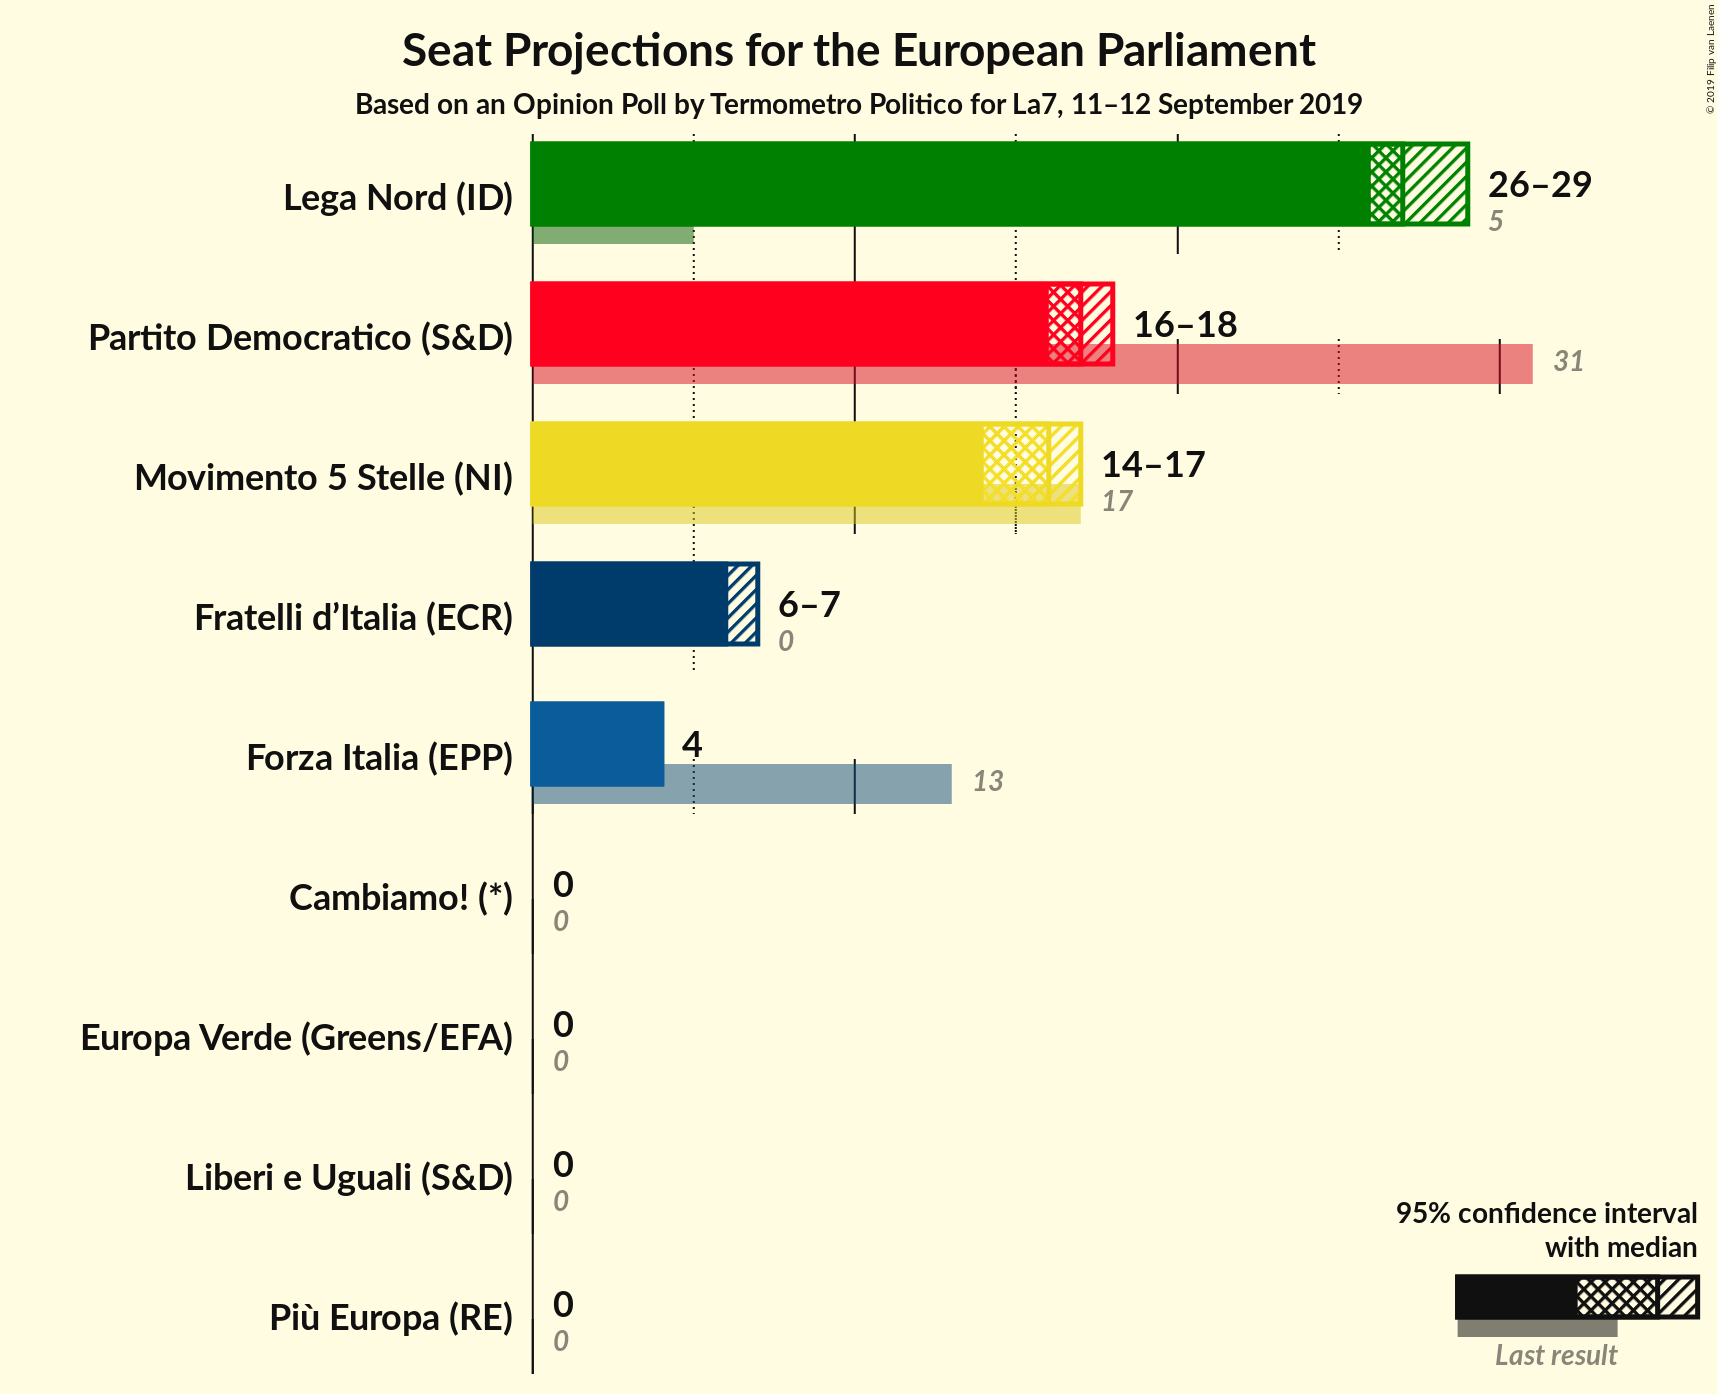 Seat Projections for the European Parliament
Based on an Opinion Poll by Termometro Politico for La7, 11–12 September 2019
© 2019 Filip van Laenen
Lega Nord (ID)
26–29
5
Partito Democratico (S&D)
16–18
31
Movimento 5 Stelle (NI)
14–17
17
Fratelli d’Italia (ECR)
6–7
0
Forza Italia (EPP)
4
13
Cambiamo! (*)
0
0
Europa Verde (Greens/EFA)
0
0
Liberi e Uguali (S&D)
0
0
Più Europa (RE)
0
0
95% confidence interval
with median
Last result